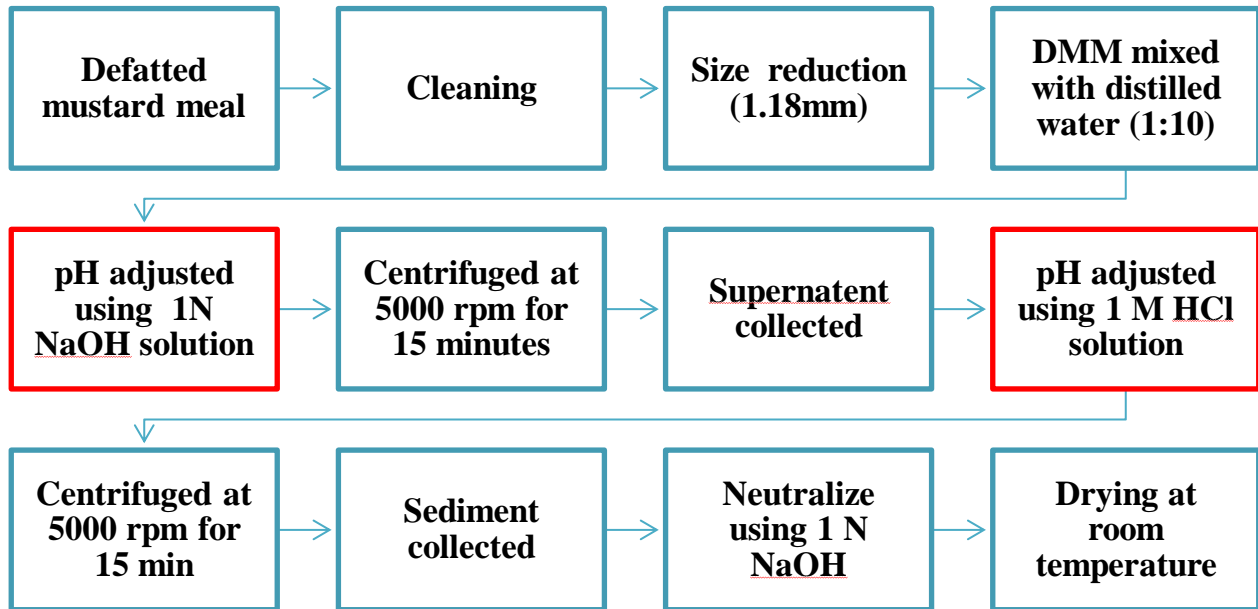 Defatted
mustard meal
Cleaning
Size reduction
(1.18mm)
DMM mixed
with distilled
water (1:10)
pH adjusted
using 1N
NaOH solution
Centrifuged at
5000 rpm for
15 minutes
Supernatent
collected
pH adjusted
using 1 M HCl
solution
Centrifuged at
5000 rpm for
15 min
Sediment
collected
Neutralize
using 1 N
NaOH
Drying at
room
temperature